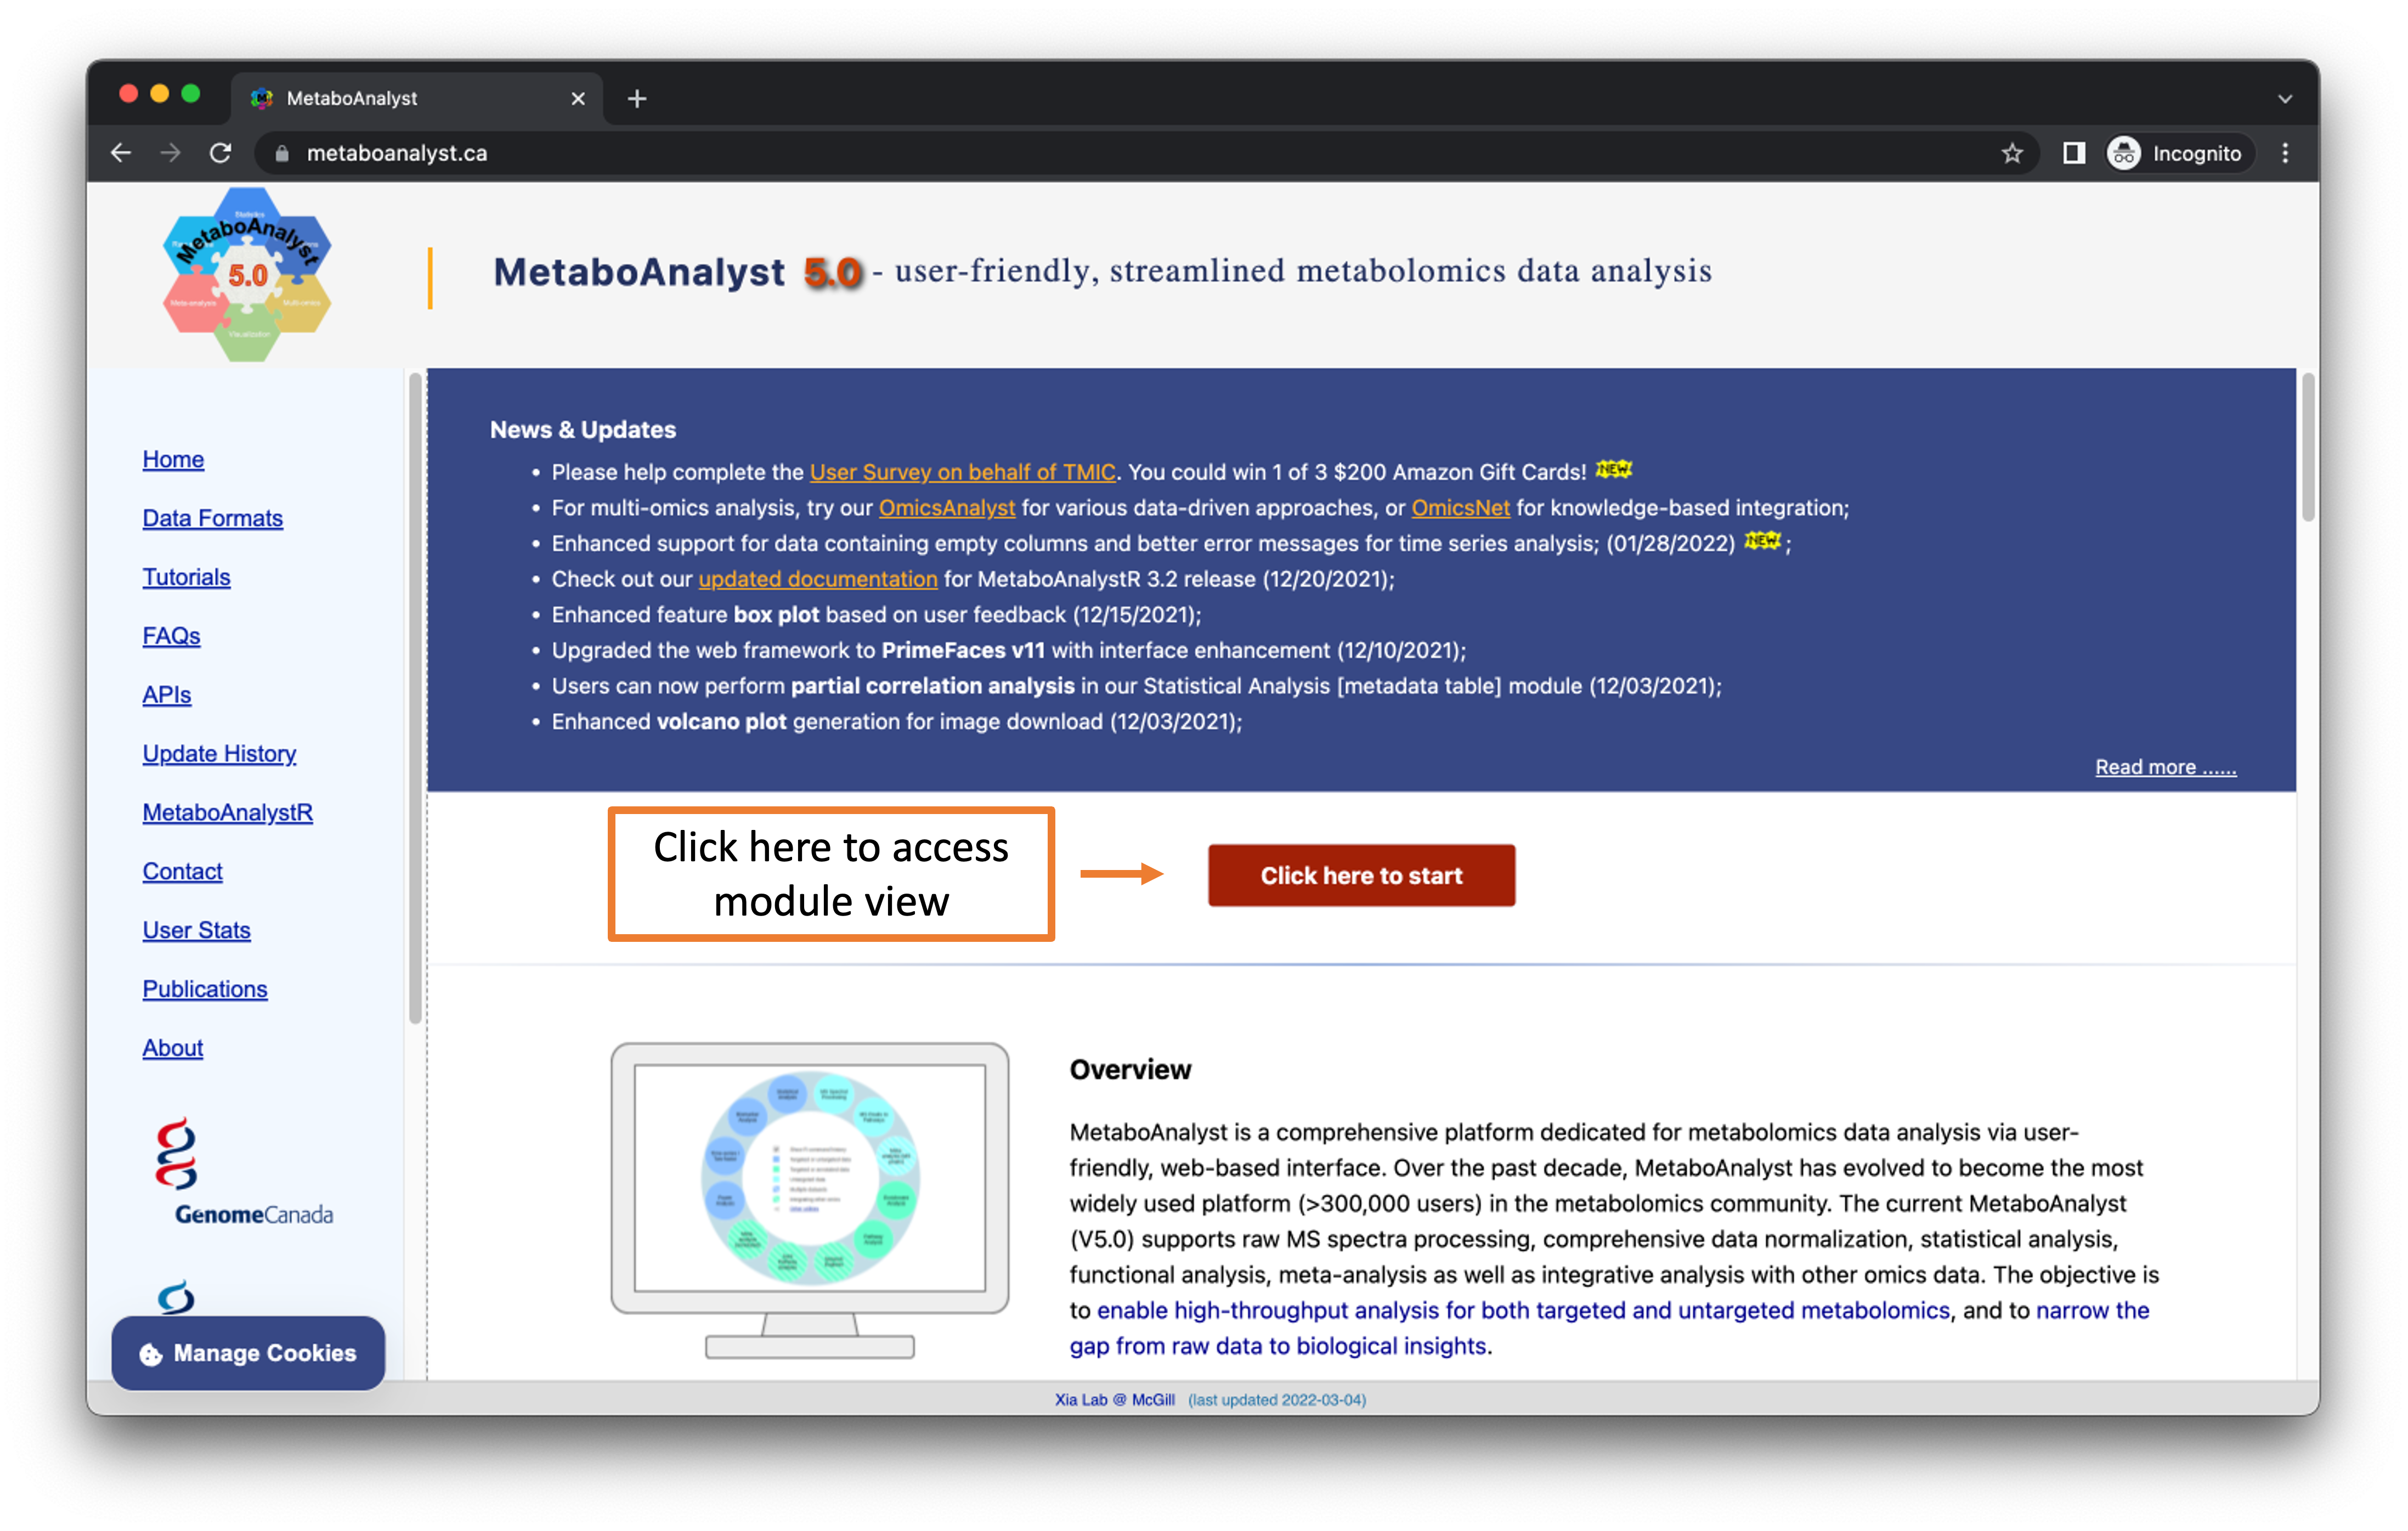 MetaboAnalyst
metaboanalyst.ca
Incognito
Statistics
MetaboAnalyst
5.0
Meta-analysis
Multi-omics
Visualization
MetaboAnalyst 5.0 - user-friendly, streamlined metabolomics data analysis
Home
Data Formats
Tutorials
FAQs
APIs
Update History
MetaboAnalystR
Contact
User Stats
Publications
About
GenomeCanada
Manage Cookies
News & Updates
• Please help complete the User Survey on behalf of TMIC. You could win 1 of 3 $200 Amazon Gift Cards! NEW
• For multi-omics analysis, try our OmicsAnalyst for various data-driven approaches, or OmicsNet for knowledge-based integration;
• Enhanced support for data containing empty columns and better error messages for time series analysis; (01/28/2022) NEW ;
• Check out our updated documentation for MetaboAnalystR 3.2 release (12/20/2021);
• Enhanced feature box plot based on user feedback (12/15/2021);
• Upgraded the web framework to PrimeFaces v11 with interface enhancement (12/10/2021);
• Users can now perform partial correlation analysis in our Statistical Analysis [metadata table] module (12/03/2021);
• Enhanced volcano plot generation for image download (12/03/2021);
Read more ......
Click here to access
module view
Click here to start
Overview
MetaboAnalyst is a comprehensive platform dedicated for metabolomics data analysis via user-
friendly, web-based interface. Over the past decade, MetaboAnalyst has evolved to become the most
widely used platform (>300,000 users) in the metabolomics community. The current MetaboAnalyst
(V5.0) supports raw MS spectra processing, comprehensive data normalization, statistical analysis,
functional analysis, meta-analysis as well as integrative analysis with other omics data. The objective is
to enable high-throughput analysis for both targeted and untargeted metabolomics, and to narrow the
gap from raw data to biological insights.
Xia Lab @ McGill (last updated 2022-03-04)